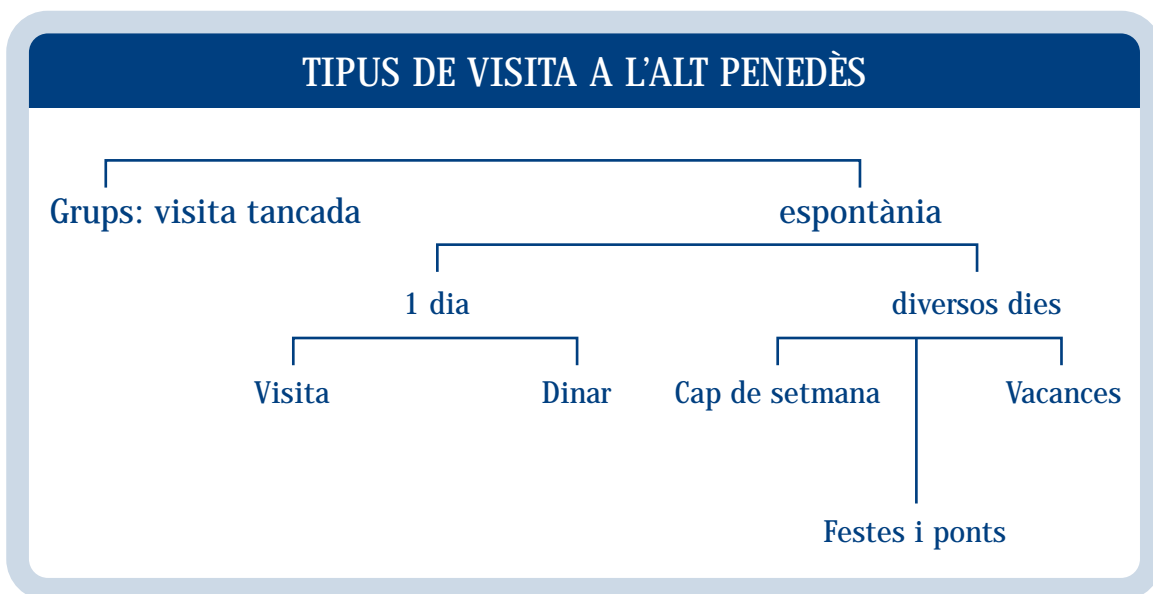 TIPUS DE VISITA A L'ALT PENEDÈS
Grups: visita tancada
espontània
1 dia
diversos dies
Visita
Dinar
Cap de setmana
Vacances
Festes i ponts